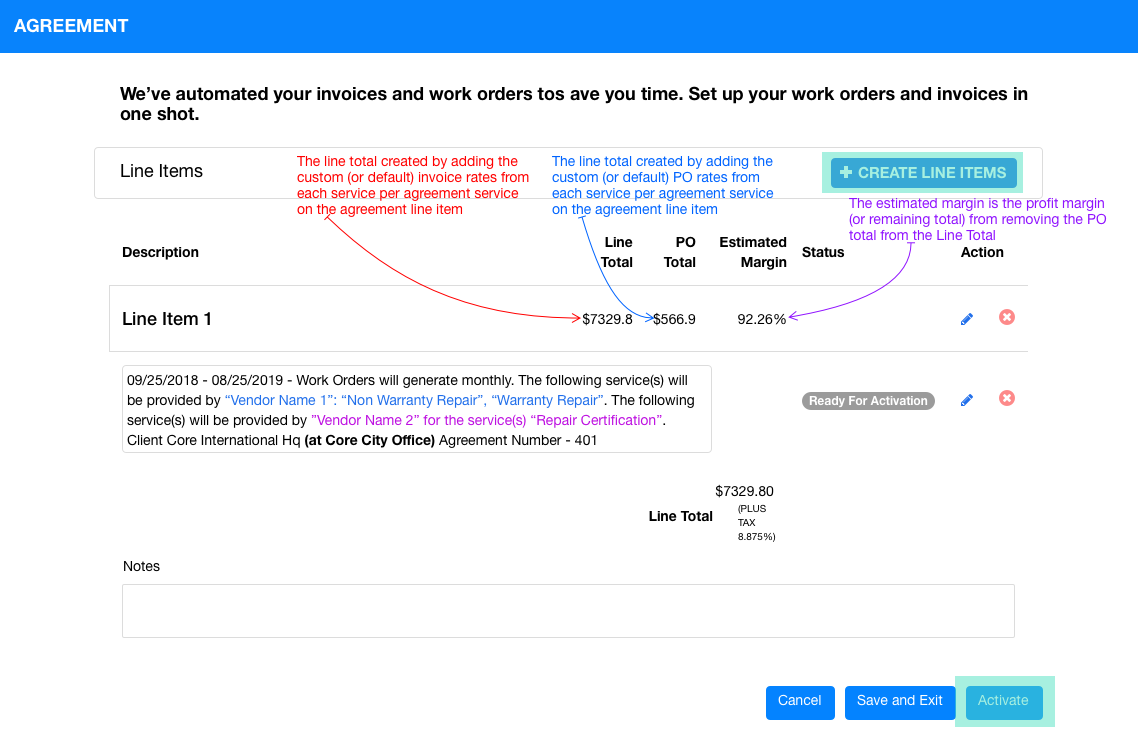 AGREEMENT
We’ve automated your invoices and work orders tos ave you time. Set up your work orders and invoices in
one shot.
Line Items
The line total created by adding the
custom (or default) invoice rates from
each service per agreement service
on the agreement line item
The line total created by adding the
custom (or default) PO rates from
each service per agreement service
on the agreement line item
+ CREATE LINE ITEMS
The estimated margin is the profit margin
(or remaining total) from removing the PO
total from the Line Total
Description
Line
Total
PO
Total
Estimated
Margin
Status
Action
Line Item 1
$7329.8
$566.9
92.26%
09/25/2018 - 08/25/2019 - Work Orders will generate monthly. The following service(s) will
be provided by “Vendor Name 1”: “Non Warranty Repair”, “Warranty Repair”. The following
service(s) will be provided by ”Vendor Name 2” for the service(s) “Repair Certification”.
Client Core International Hq (at Core City Office) Agreement Number - 401
Ready For Activation
Line Total
$7329.80
(PLUS
TAX
8.875%)
Notes
Cancel
Save and Exit
Activate